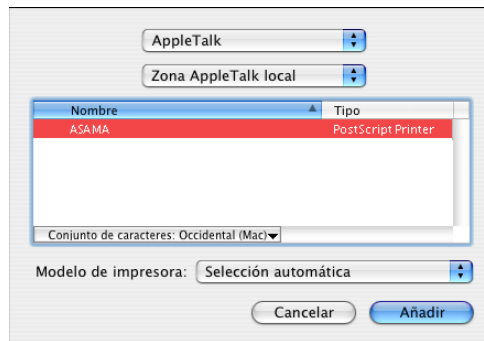 AppleTalk
Zona AppleTalk local
Nombre Tipo
ASAMA PostScript Printer
Conjunto de caracteres: Occidental (Mac)
Modelo de impresora: Selección automática
Cancelar Añadir